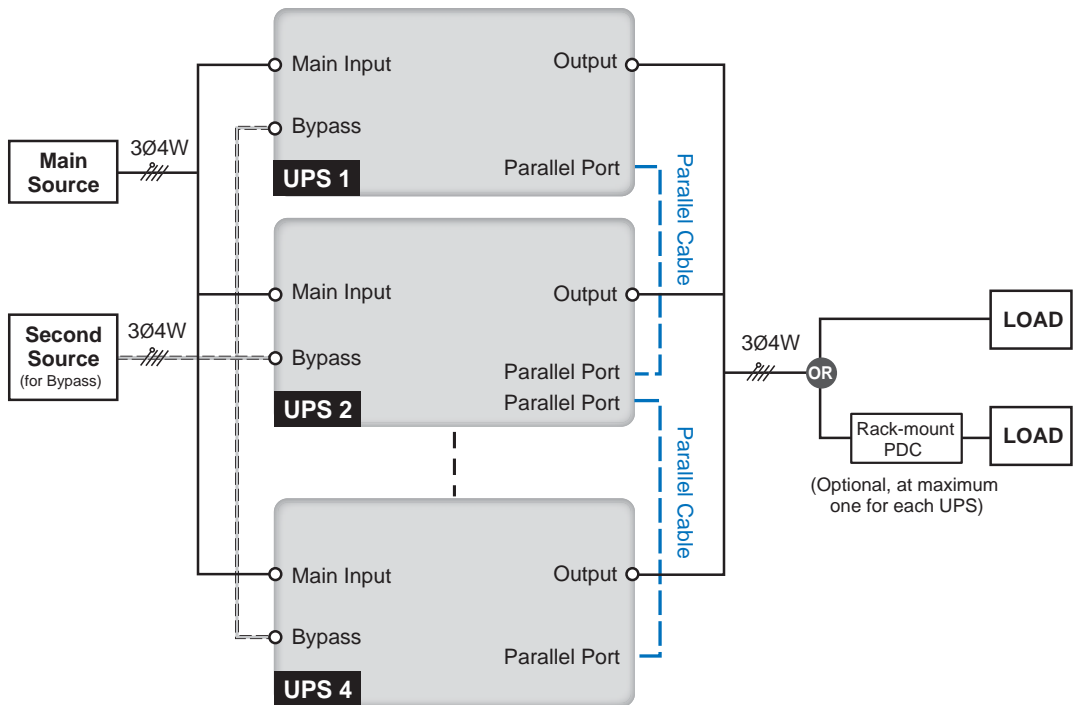 Main Input
Output
Bypass
Parallel Port
UPS 1
3Ø4W
Main
Source
Parallel Cable
Main Input
Output
Bypass
Parallel Port
Parallel Port
UPS 2
3Ø4W
Second
Source
(for Bypass)
Parallel Cable
Main Input
Output
Bypass
Parallel Port
UPS 4
3Ø4W
OR
LOAD
Rack-mount
PDC
LOAD
(Optional, at maximum
one for each UPS)